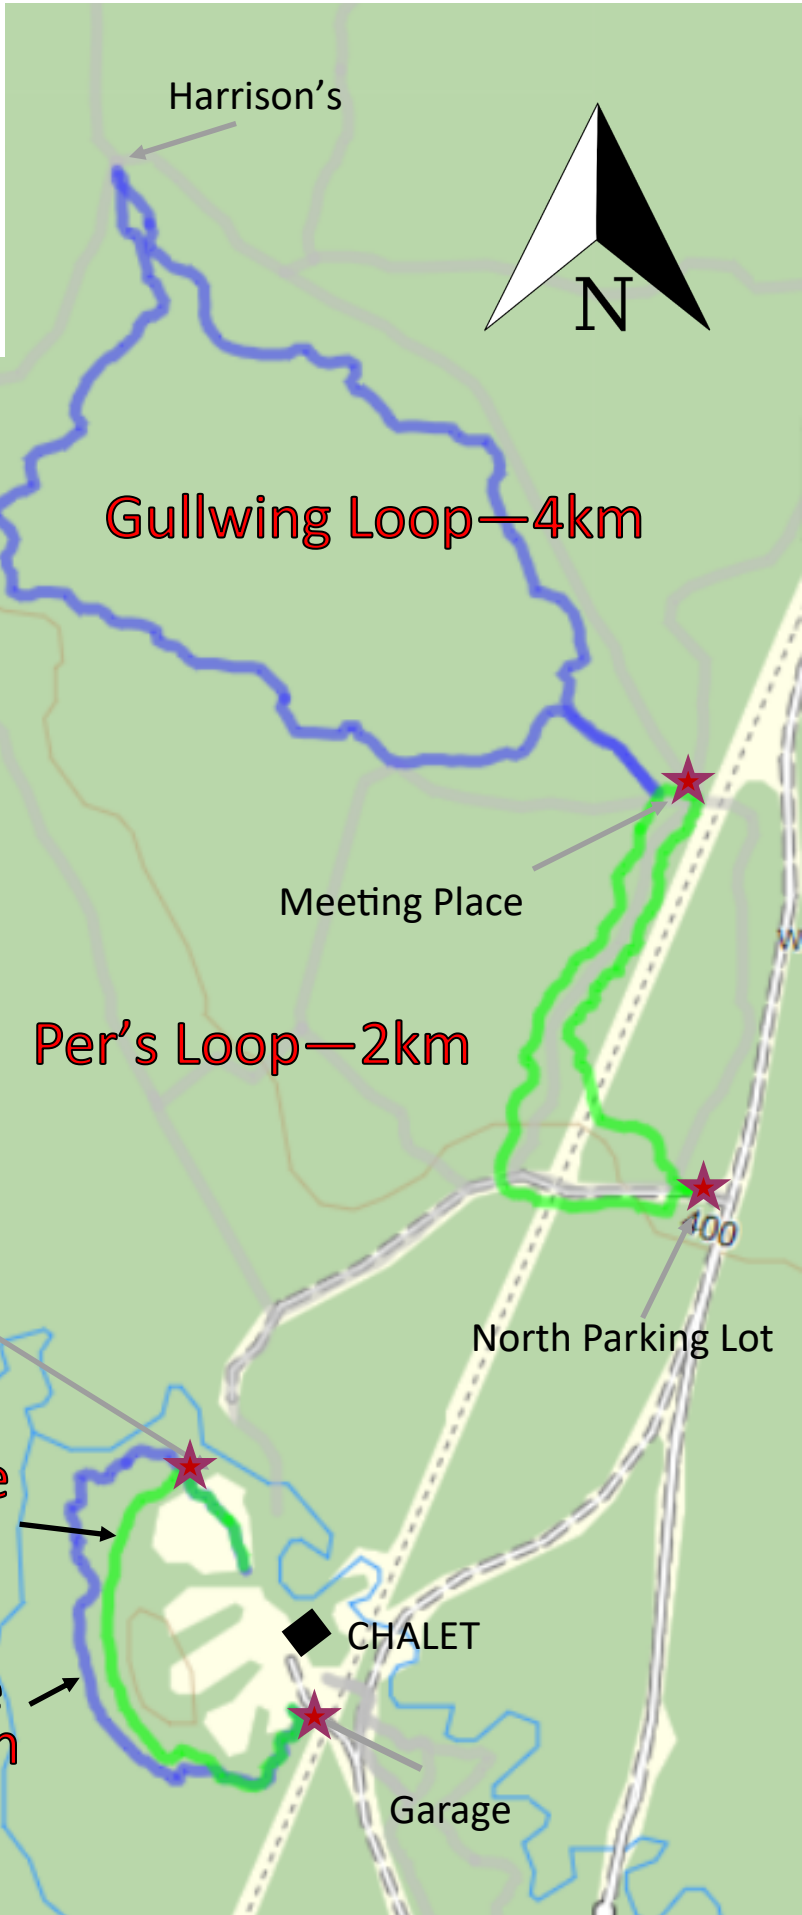 Harrison's
N
Gullwing Loop—4km
Meeting Place
Per's Loop—2km
400
North Parking Lot
CHALET
Garage